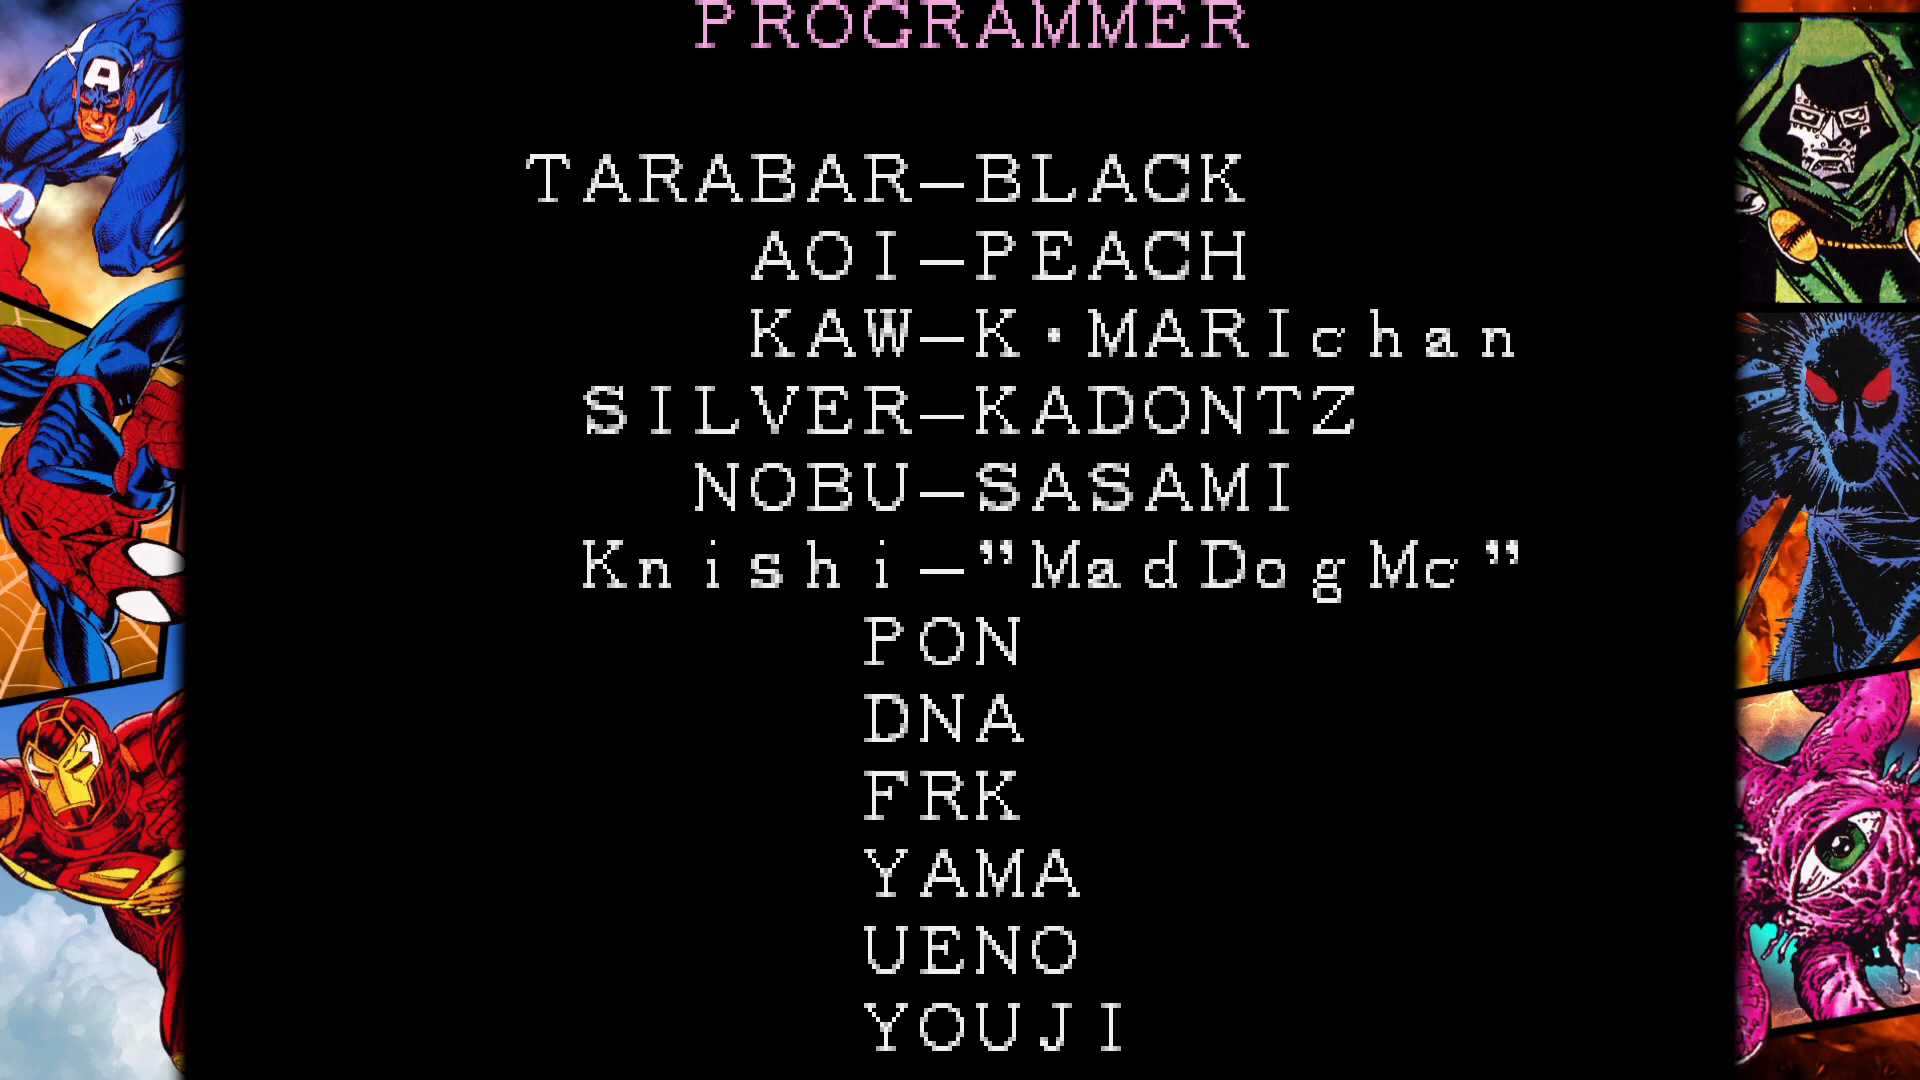 PROGRAMMER
TARABAR—BLACK
AOI—PEACH
KAW—K・MARIchan
SILVER—KADONTZ
NOBU—SASAMI
Knishi—”MadDogMc”
PON
DNA
FRK
YAMA
UENO
YOUJI